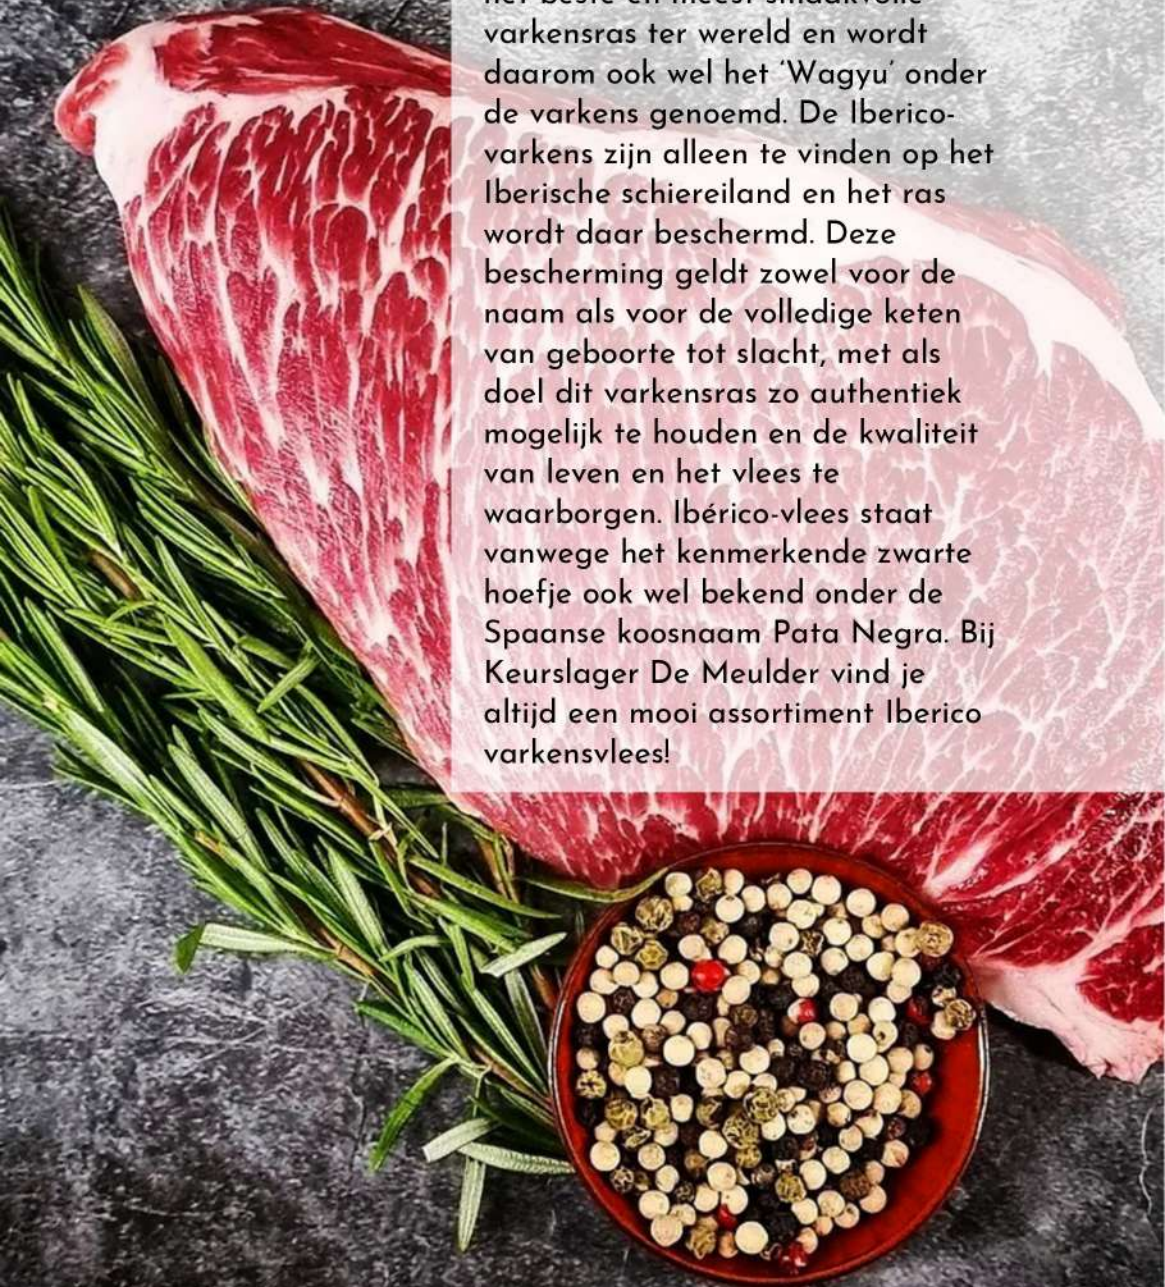 het beste en meest smaakvolle
varkensras ter wereld en wordt
daarom ook wel het ‘Wagyu’ onder
de varkens genoemd. De Iberico-
varkens zijn alleen te vinden op het
Iberische schiereiland en het ras
wordt daar beschermd. Deze
bescherming geldt zowel voor de
naam als voor de volledige keten
van geboorte tot slacht, met als
doel dit varkensras zo authentiek
mogelijk te houden en de kwaliteit
van leven en het vlees te
waarborgen. Ibérico-vlees staat
vanwege het kenmerkende zwarte
hoefje ook wel bekend onder de
Spaanse koosnaam Pata Negra. Bij
Keurslager De Meulder vind je
altijd een mooi assortiment Iberico
varkensvlees!